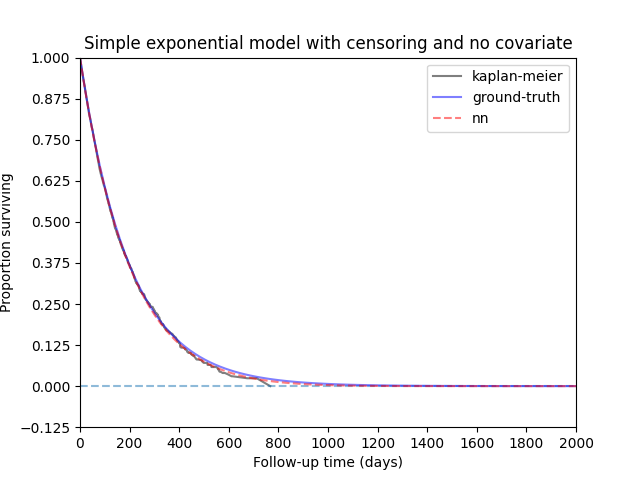 Simple exponential model with censoring and no covariate
kaplan-meier
ground-truth
nn
Proportion surviving
1.000
0.875
0.750
0.625
0.500
0.375
0.250
0.125
0.000
−0.125
0 200 400 600 800 1000 1200 1400 1600 1800 2000
Follow-up time (days)